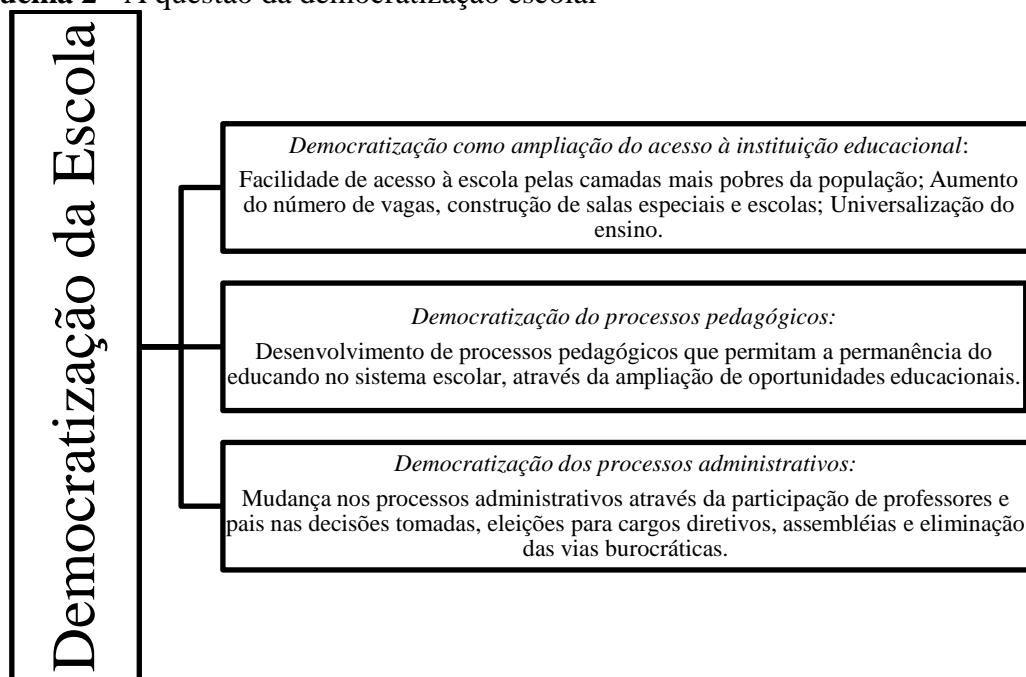 A questão da democratização escolar
Democratização da Escola
Democratização como ampliação do acesso à instituição educacional:
Facilidade de acesso à escola pelas camadas mais pobres da população; Aumento
do número de vagas, construção de salas especiais e escolas; Universalização do
ensino.
Democratização do processos pedagógicos:
Desenvolvimento de processos pedagógicos que permitam a permanência do
educando no sistema escolar, através da ampliação de oportunidades educacionais.
Democratização dos processos administrativos:
Mudança nos processos administrativos através da participação de professores e
pais nas decisões tomadas, eleições para cargos diretivos, assembléias e eliminação
das vias burocráticas.